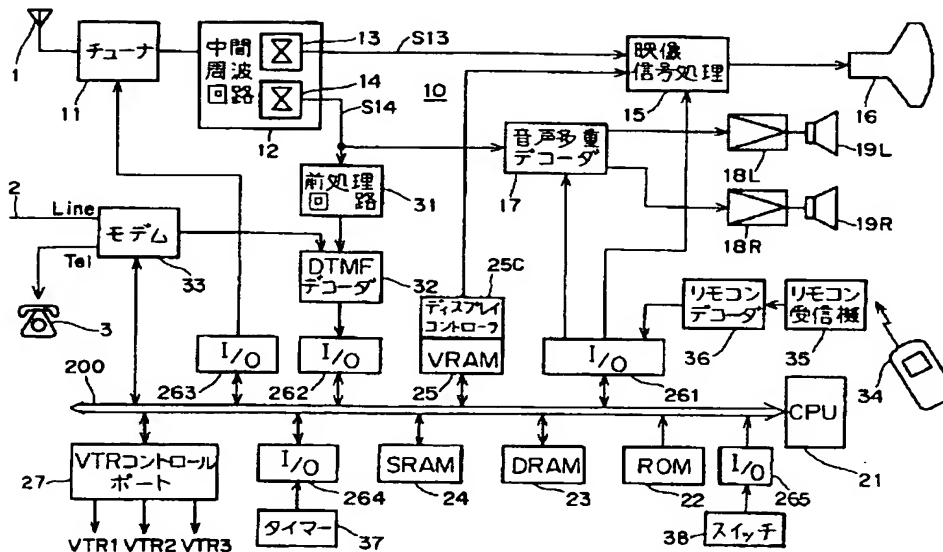 1
チューナ
11
中間
周波
回路
12
13
14
S13
S14
10
映像
信号処理
15
16
音声多重
デコーダ
17
18L
19L
18R
19R
前処理
回路
31
2
Line
Tel
モデム
33
3
DTMF
デコーダ
32
25C
ディスプレイ
コントローラ
VRAM
25
リモコン
デコーダ
36
リモコン
受信機
35
34
I/O
263
I/O
262
I/O
261
200
CPU
21
VTRコントロール
ポート
27
VTR1 VTR2 VTR3
I/O
264
タイマー
37
SRAM
24
DRAM
23
ROM
22
I/O
265
スイッチ
38